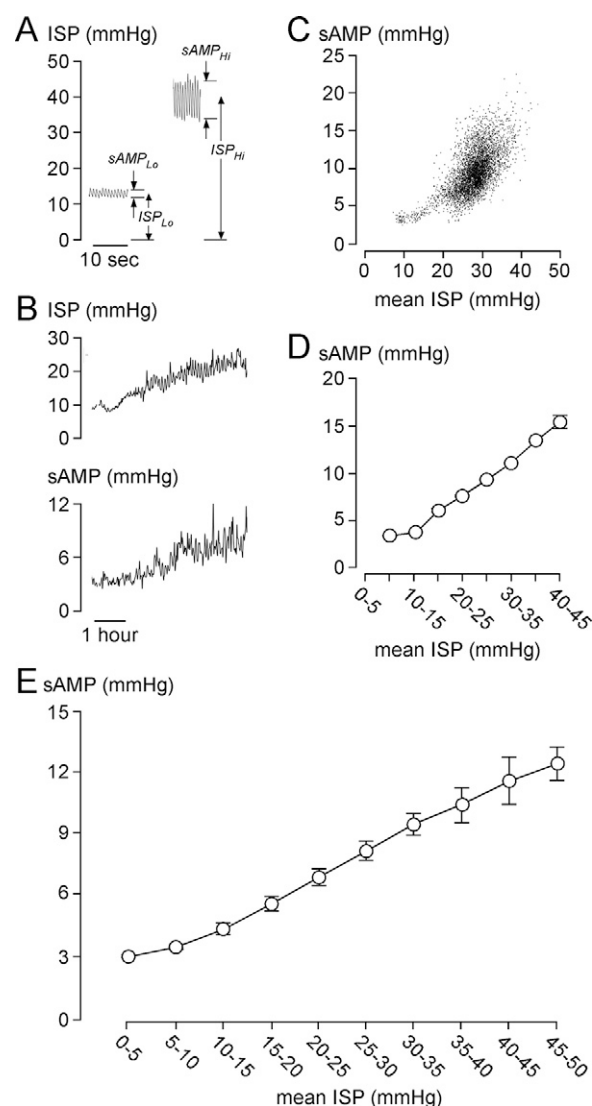 A ISP (mmHg)
50
40
30
20
10
0
sAMP_Hi
ISP_Hi
sAMP_Lo
ISP_Lo
10 sec
B ISP (mmHg)
30
20
10
0
sAMP (mmHg)
12
6
0
1 hour
C sAMP (mmHg)
25
20
15
10
5
0
0 10 20 30 40 50
mean ISP (mmHg)
D sAMP (mmHg)
20
15
10
5
0
0-5 10-15 20-25 30-35 40-45
mean ISP (mmHg)
E sAMP (mmHg)
15
12
9
6
3
0
0-5 5-10 10-15 15-20 20-25 25-30 30-35 35-40 40-45 45-50
mean ISP (mmHg)